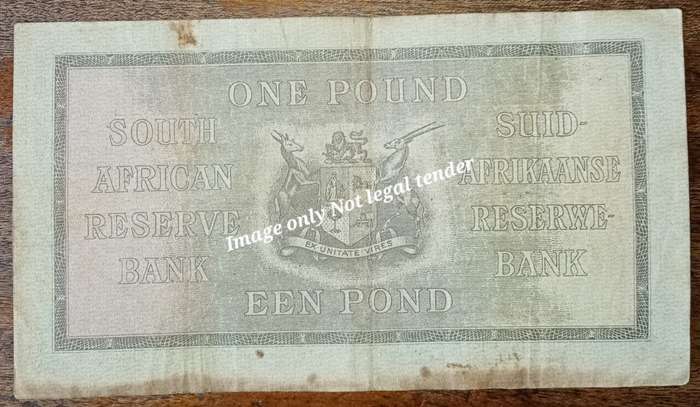 ONE POUND
SOUTH
AFRICAN
RESERVE
BANK
SUID-
AFRIKAANSE
RESERWE-
BANK
EX UNITATE VIRES
EEN POND
Image only Not legal tender